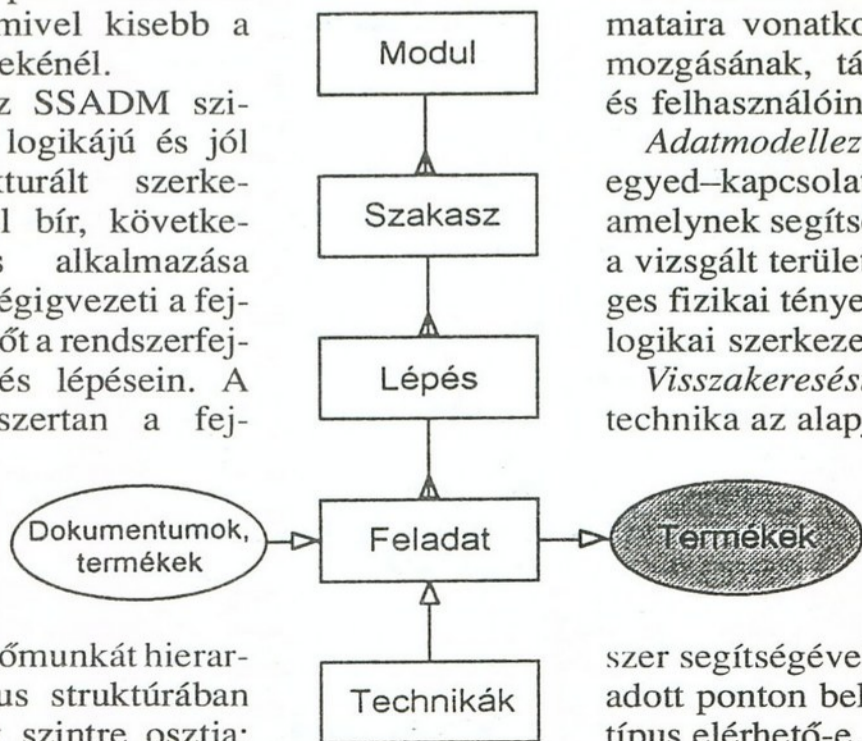 mivel kisebb a
ekénél.
z SSADM szi-
logikájú és jól
kturált szerke-
l bír, követke-
s alkalmazása
égigvezeti a fej-
őt a rendszerfej-
és lépésein. A
szertan a fej-
őmunkát hierar-
us struktúrában
szintre osztja:
Modul
Szakasz
Lépés
Dokumentumok,
termékek
Feladat
Termékek
Technikák
mataira vonatko
mozgásának, tá
és felhasználóin
Adatmodellez
egyed–kapcsola
amelynek segíts
a vizsgált terület
ges fizikai ténye
logikai szerkeze
Visszakeresés
technika az alap
szer segítségéve
adott ponton bel
típus elérhető-e